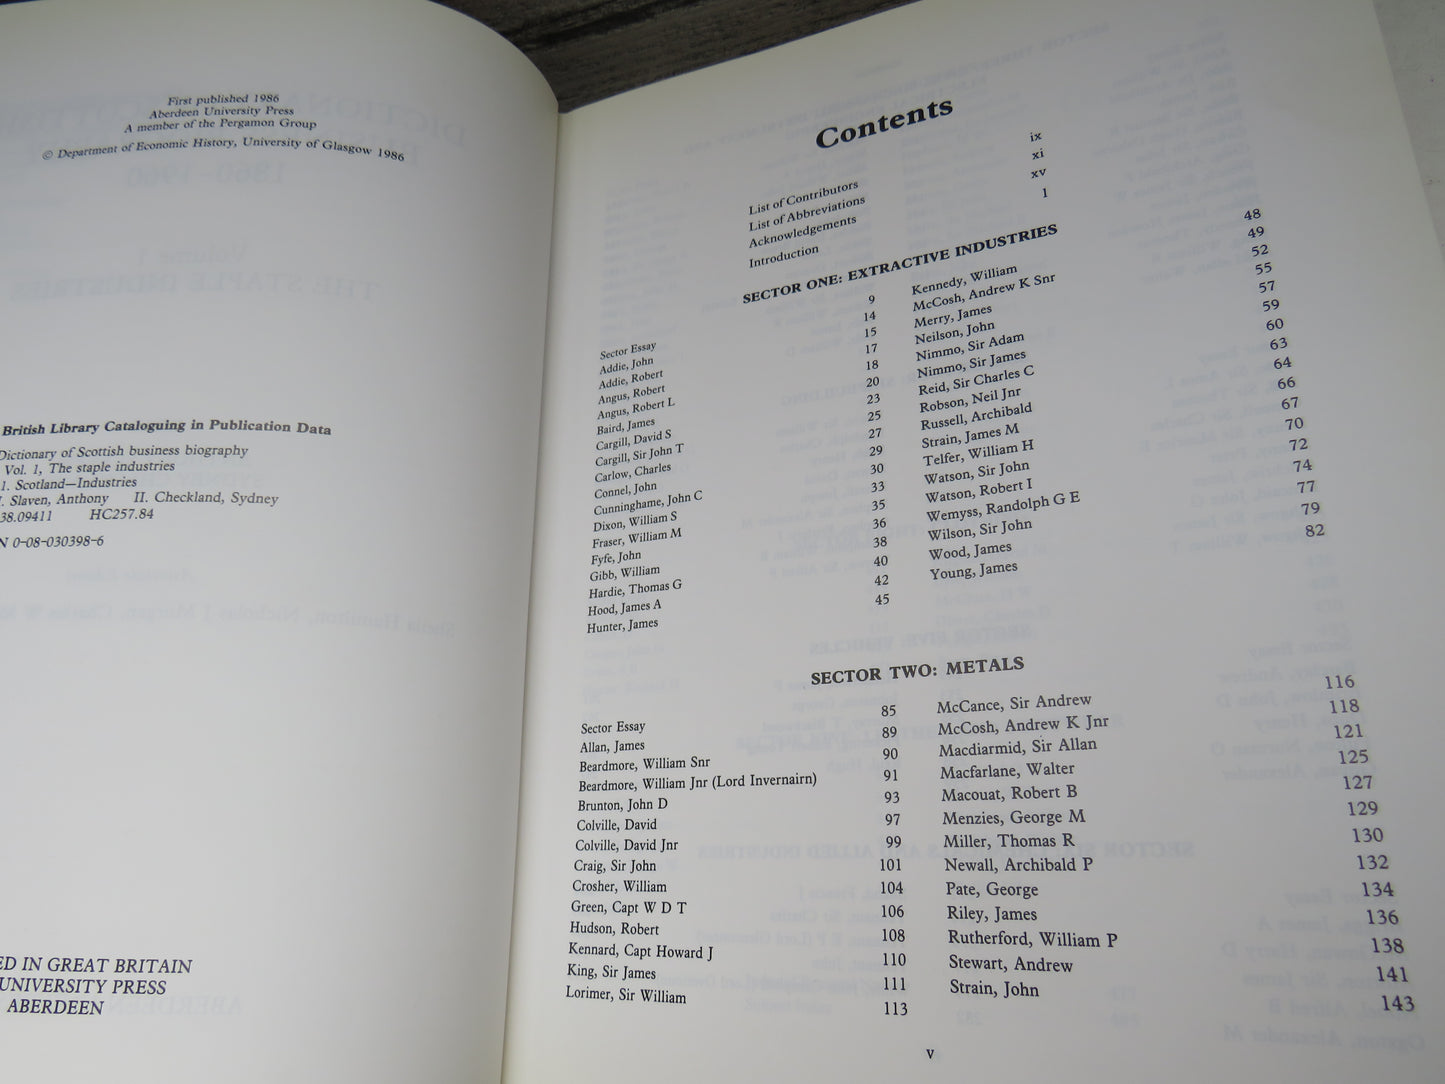 First published 1986
Aberdeen University Press
A member of the Pergamon Group
© Department of Economic History, University of Glasgow 1986
British Library Cataloguing in Publication Data
Dictionary of Scottish business biography
Vol. 1, The staple industries
1. Scotland—Industries
I. Slaven, Anthony II. Checkland, Sydney
38.09411 HC257.84
N 0-08-030398-6
ED IN GREAT BRITAIN
UNIVERSITY PRESS
ABERDEEN
Contents
List of Contributors ix
List of Abbreviations xi
Acknowledgements xv
Introduction 1
SECTOR ONE: EXTRACTIVE INDUSTRIES
Sector Essay 9
Addie, John 14
Addie, Robert 15
Angus, Robert 17
Angus, Robert L 18
Baird, James 20
Cargill, David S 23
Cargill, Sir John T 25
Carlow, Charles 27
Connel, John 29
Cunninghame, John C 30
Dixon, William S 33
Fraser, William M 35
Fyfe, John 36
Gibb, William 38
Hardie, Thomas G 40
Hood, James A 42
Hunter, James 45
Kennedy, William 48
McCosh, Andrew K Snr 49
Merry, James 52
Neilson, John 55
Nimmo, Sir Adam 57
Nimmo, Sir James 59
Reid, Sir Charles C 60
Robson, Neil Jnr 63
Russell, Archibald 64
Strain, James M 66
Telfer, William H 67
Watson, Sir John 70
Watson, Robert I 72
Wemyss, Randolph G E 74
Wilson, Sir John 77
Wood, James 79
Young, James 82
SECTOR TWO: METALS
Sector Essay 85
Allan, James 89
Beardmore, William Snr 90
Beardmore, William Jnr (Lord Invernairn) 91
Brunton, John D 93
Colville, David 97
Colville, David Jnr 99
Craig, Sir John 101
Crosher, William 104
Green, Capt W D T 106
Hudson, Robert 108
Kennard, Capt Howard J 110
King, Sir James 111
Lorimer, Sir William 113
McCance, Sir Andrew 116
McCosh, Andrew K Jnr 118
Macdiarmid, Sir Allan 121
Macfarlane, Walter 125
Macouat, Robert B 127
Menzies, George M 129
Miller, Thomas R 130
Newall, Archibald P 132
Pate, George 134
Riley, James 136
Rutherford, William P 138
Stewart, Andrew 141
Strain, John 143
v